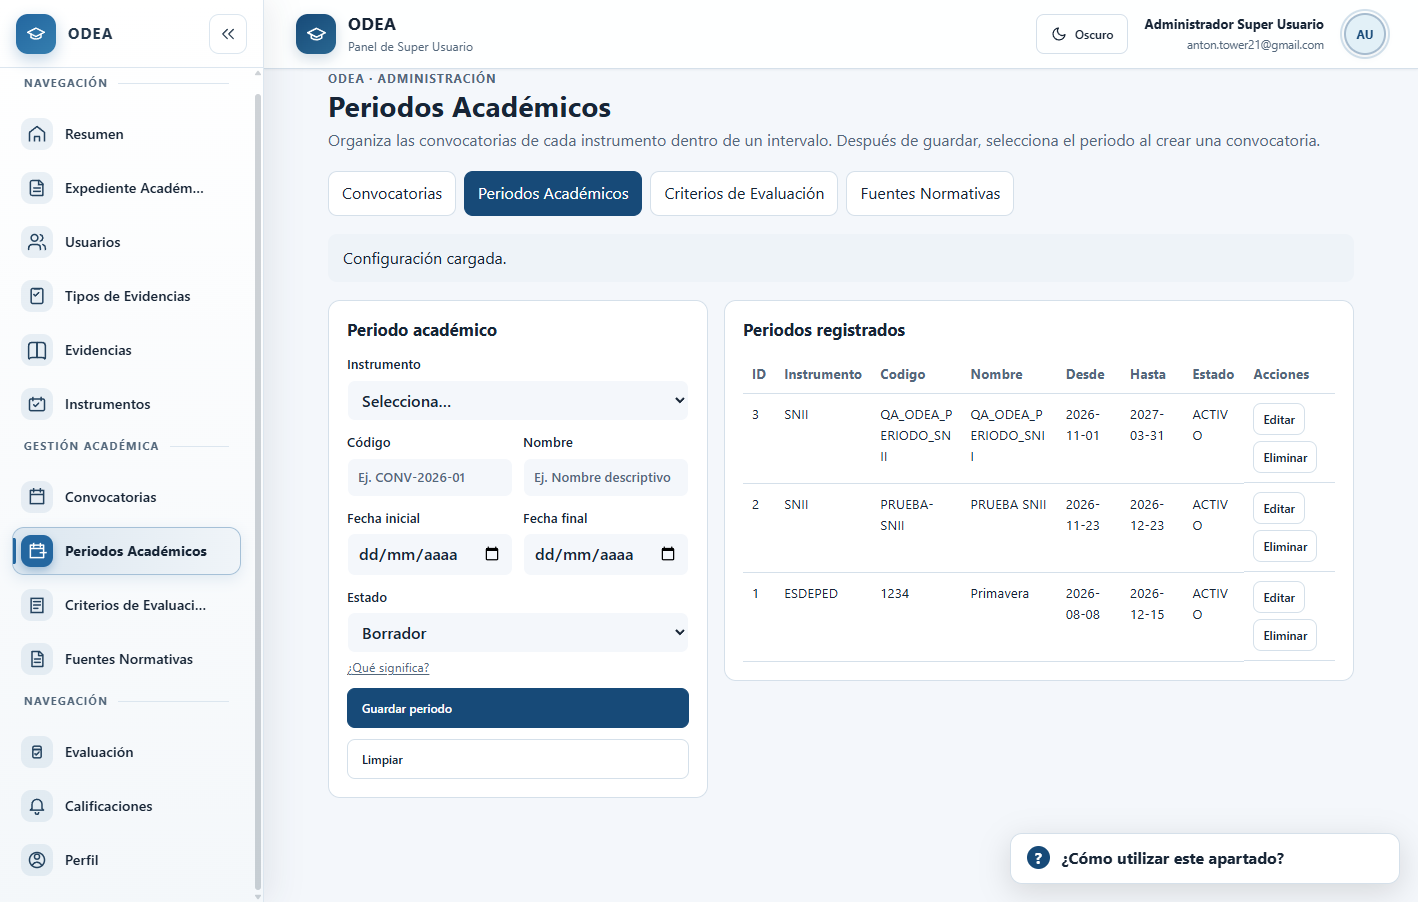 ODEA
NAVEGACIÓN
Resumen
Expediente Académ...
Usuarios
Tipos de Evidencias
Evidencias
Instrumentos
GESTIÓN ACADÉMICA
Convocatorias
Periodos Académicos
Criterios de Evaluaci...
Fuentes Normativas
NAVEGACIÓN
Evaluación
Calificaciones
Perfil
ODEA
Panel de Super Usuario
Oscuro
Administrador Super Usuario
anton.tower21@gmail.com
AU
ODEA · ADMINISTRACIÓN
Periodos Académicos
Organiza las convocatorias de cada instrumento dentro de un intervalo. Después de guardar, selecciona el periodo al crear una convocatoria.
Convocatorias Periodos Académicos Criterios de Evaluación Fuentes Normativas
Configuración cargada.
Periodo académico
Instrumento
Selecciona...
Código Nombre
Ej. CONV-2026-01 Ej. Nombre descriptivo
Fecha inicial Fecha final
dd/mm/aaaa dd/mm/aaaa
Estado
Borrador
¿Qué significa?
Guardar periodo
Limpiar
Periodos registrados
ID Instrumento Codigo Nombre Desde Hasta Estado Acciones
3 SNII QA_ODEA_P QA_ODEA_P 2026- 2027- ACTIV Editar
ERIODO_SN ERIODO_SNI 11-01 03-31 O
II I Eliminar
2 SNII PRUEBA- PRUEBA SNII 2026- 2026- ACTIV Editar
SNII 11-23 12-23 O
Eliminar
1 ESDEPED 1234 Primavera 2026- 2026- ACTIV Editar
08-08 12-15 O
Eliminar
? ¿Cómo utilizar este apartado?